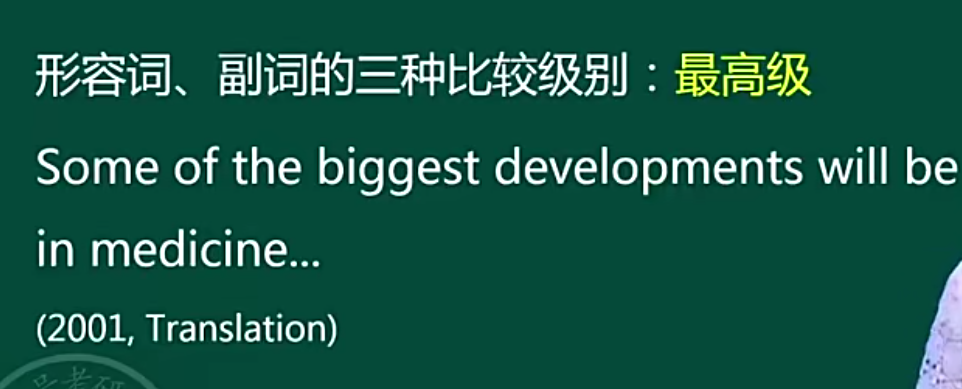 形容词、副词的三种比较级别：最高级
Some of the biggest developments will be
in medicine...
(2001, Translation)